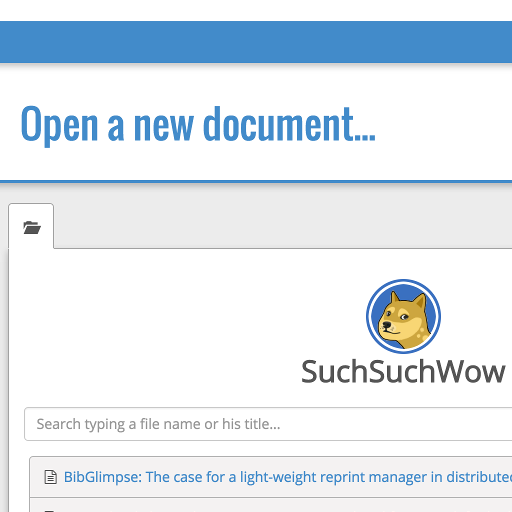 Open a new document...
SuchSuchWow
Search typing a file name or his title...
BibGlimpse: The case for a light-weight reprint manager in distributed